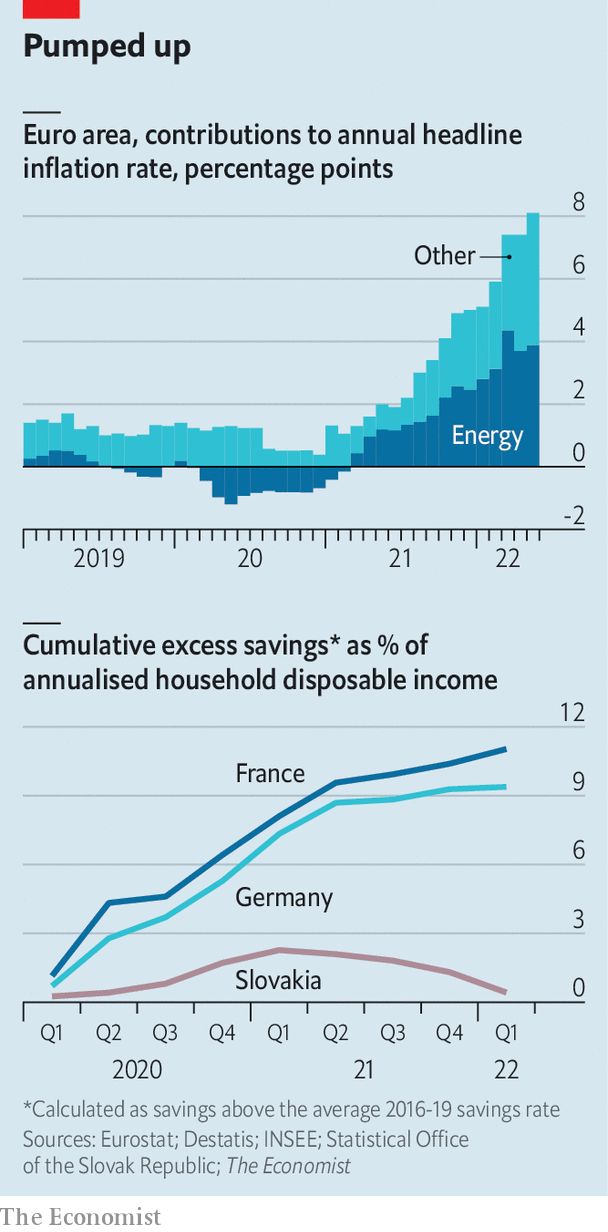 Pumped up
Euro area, contributions to annual headline
inflation rate, percentage points
8
Other
6
4
2
Energy
0
-2
2019 20 21 22
Cumulative excess savings* as % of
annualised household disposable income
12
France
9
6
Germany
3
Slovakia
0
Q1 Q2 Q3 Q4 Q1 Q2 Q3 Q4 Q1
2020 21 22
*Calculated as savings above the average 2016-19 savings rate
Sources: Eurostat; Destatis; INSEE; Statistical Office
of the Slovak Republic; The Economist
The Economist